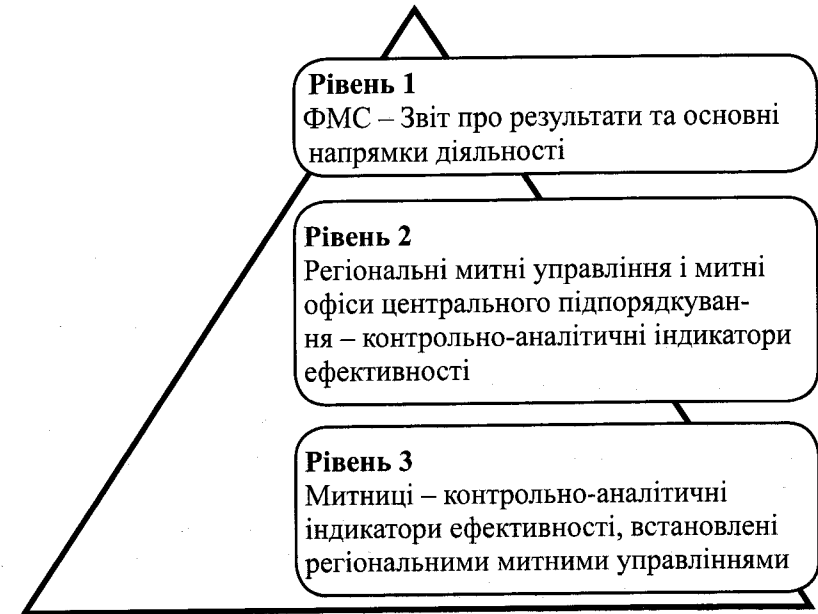 Рівень 1
ФМС – Звіт про результати та основні
напрямки діяльності
Рівень 2
Регіональні митні управління і митні
офіси центрального підпорядкуван-
ня – контрольно-аналітичні індикатори
ефективності
Рівень 3
Митниці – контрольно-аналітичні
індикатори ефективності, встановлені
регіональними митними управліннями